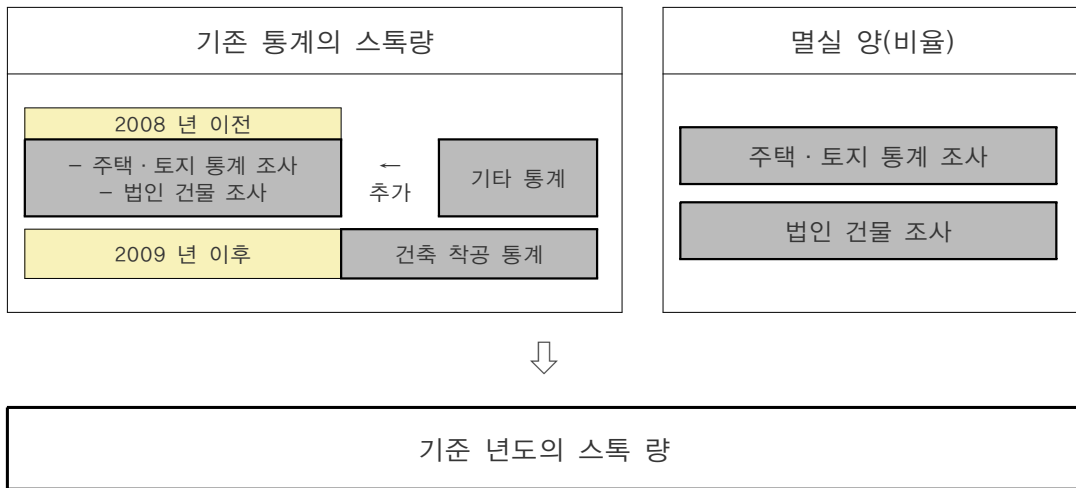 기존 통계의 스톡량
2008 년 이전
- 주택·토지 통계 조사
- 법인 건물 조사
←
추가
기타 통계
2009 년 이후
건축 착공 통계
멸실 양(비율)
주택·토지 통계 조사
법인 건물 조사
⇩
기준 년도의 스톡 량